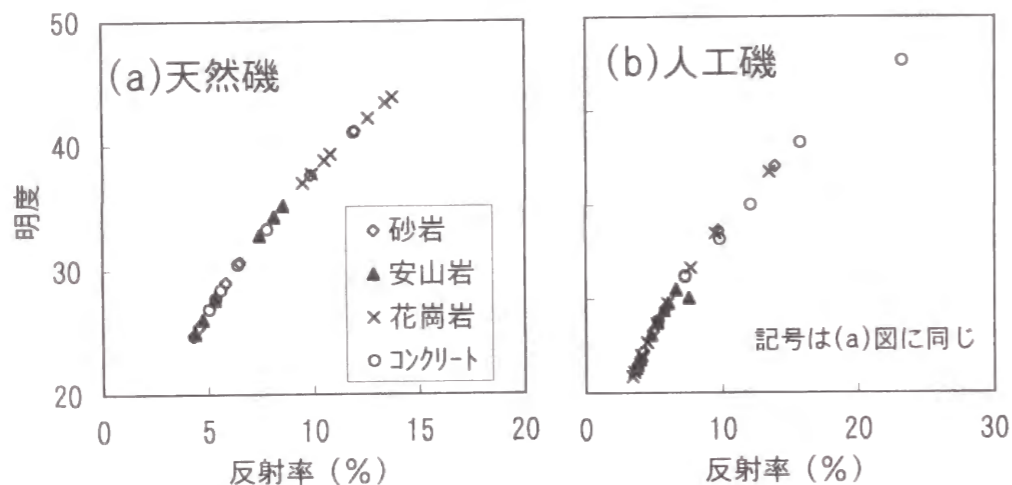 (a)天然磯
明度
50
40
30
20
0
5
10
15
20
反射率 (%)
砂岩
安山岩
花崗岩
コンクリート
(b)人工磯
記号は(a)図に同じ
0
10
20
30
反射率 (%)